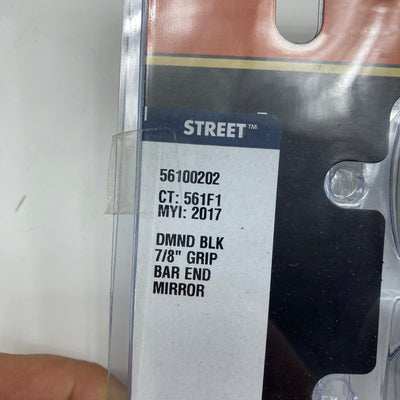 STREET™
56100202
CT: 561F1
MYI: 2017
DMND BLK
7/8" GRIP
BAR END
MIRROR